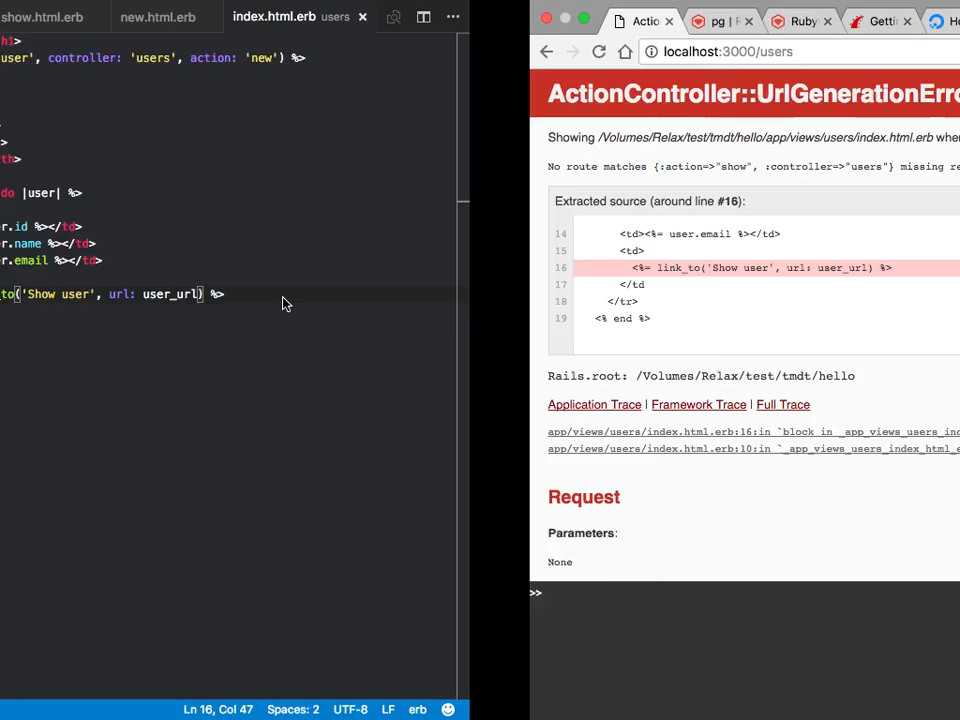 show.html.erb new.html.erb index.html.erb users
h1>
user', controller: 'users', action: 'new') %>
>
th>
do |user| %>
r.id %></td>
r.name %></td>
r.email %></td>
_to('Show user', url: user_url) %>
Ln 16, Col 47 Spaces: 2 UTF-8 LF erb
Actio pg | F Ruby Getti Ho
localhost:3000/users
ActionController::UrlGenerationErro
Showing /Volumes/Relax/test/tmdt/hello/app/views/users/index.html.erb whe
No route matches {:action=>"show", :controller=>"users"} missing re
Extracted source (around line #16):
14 <td><%= user.email %></td>
15 <td>
16 <%= link_to('Show user', url: user_url) %>
17 </td
18 </tr>
19 <% end %>
Rails.root: /Volumes/Relax/test/tmdt/hello
Application Trace | Framework Trace | Full Trace
app/views/users/index.html.erb:16:in `block in _app_views_users_in
app/views/users/index.html.erb:10:in `_app_views_users_index_html_e
Request
Parameters:
None
>>